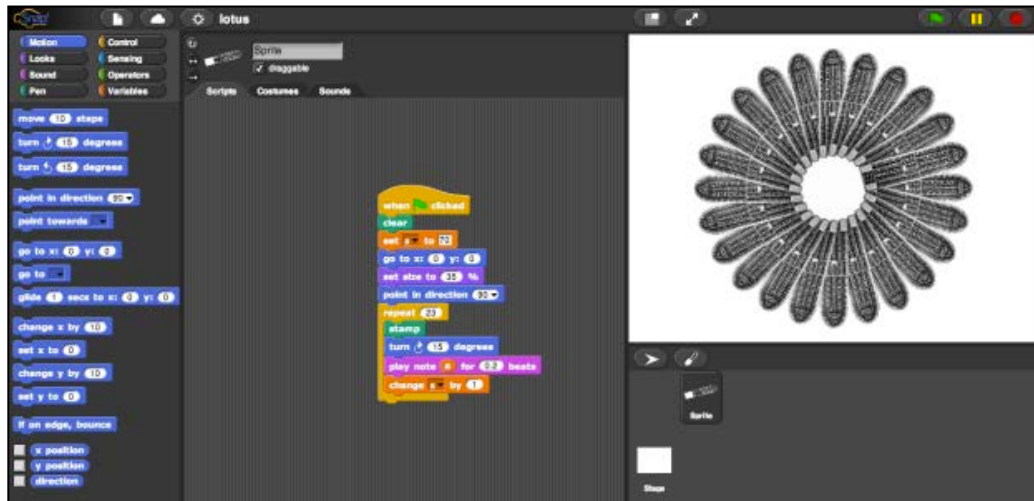 Snap! lotus
Motion Control
Looks Sensing
Sound Operators
Pen Variables
Sprite
draggable
Scripts Costumes Sounds
move 10 steps
turn 15 degrees
turn 15 degrees
point in direction 90
point towards
go to x: 0 y: 0
go to
glide 1 secs to x: 0 y: 0
change x by 10
set x to 0
change y by 10
set y to 0
if on edge, bounce
x position
y position
direction
when clicked
clear
set to 70
go to x: 0 y: 0
set size to 35 %
point in direction 90
repeat 23
stamp
turn 15 degrees
play note for 0.2 beats
change by 1
Sprite
Stage